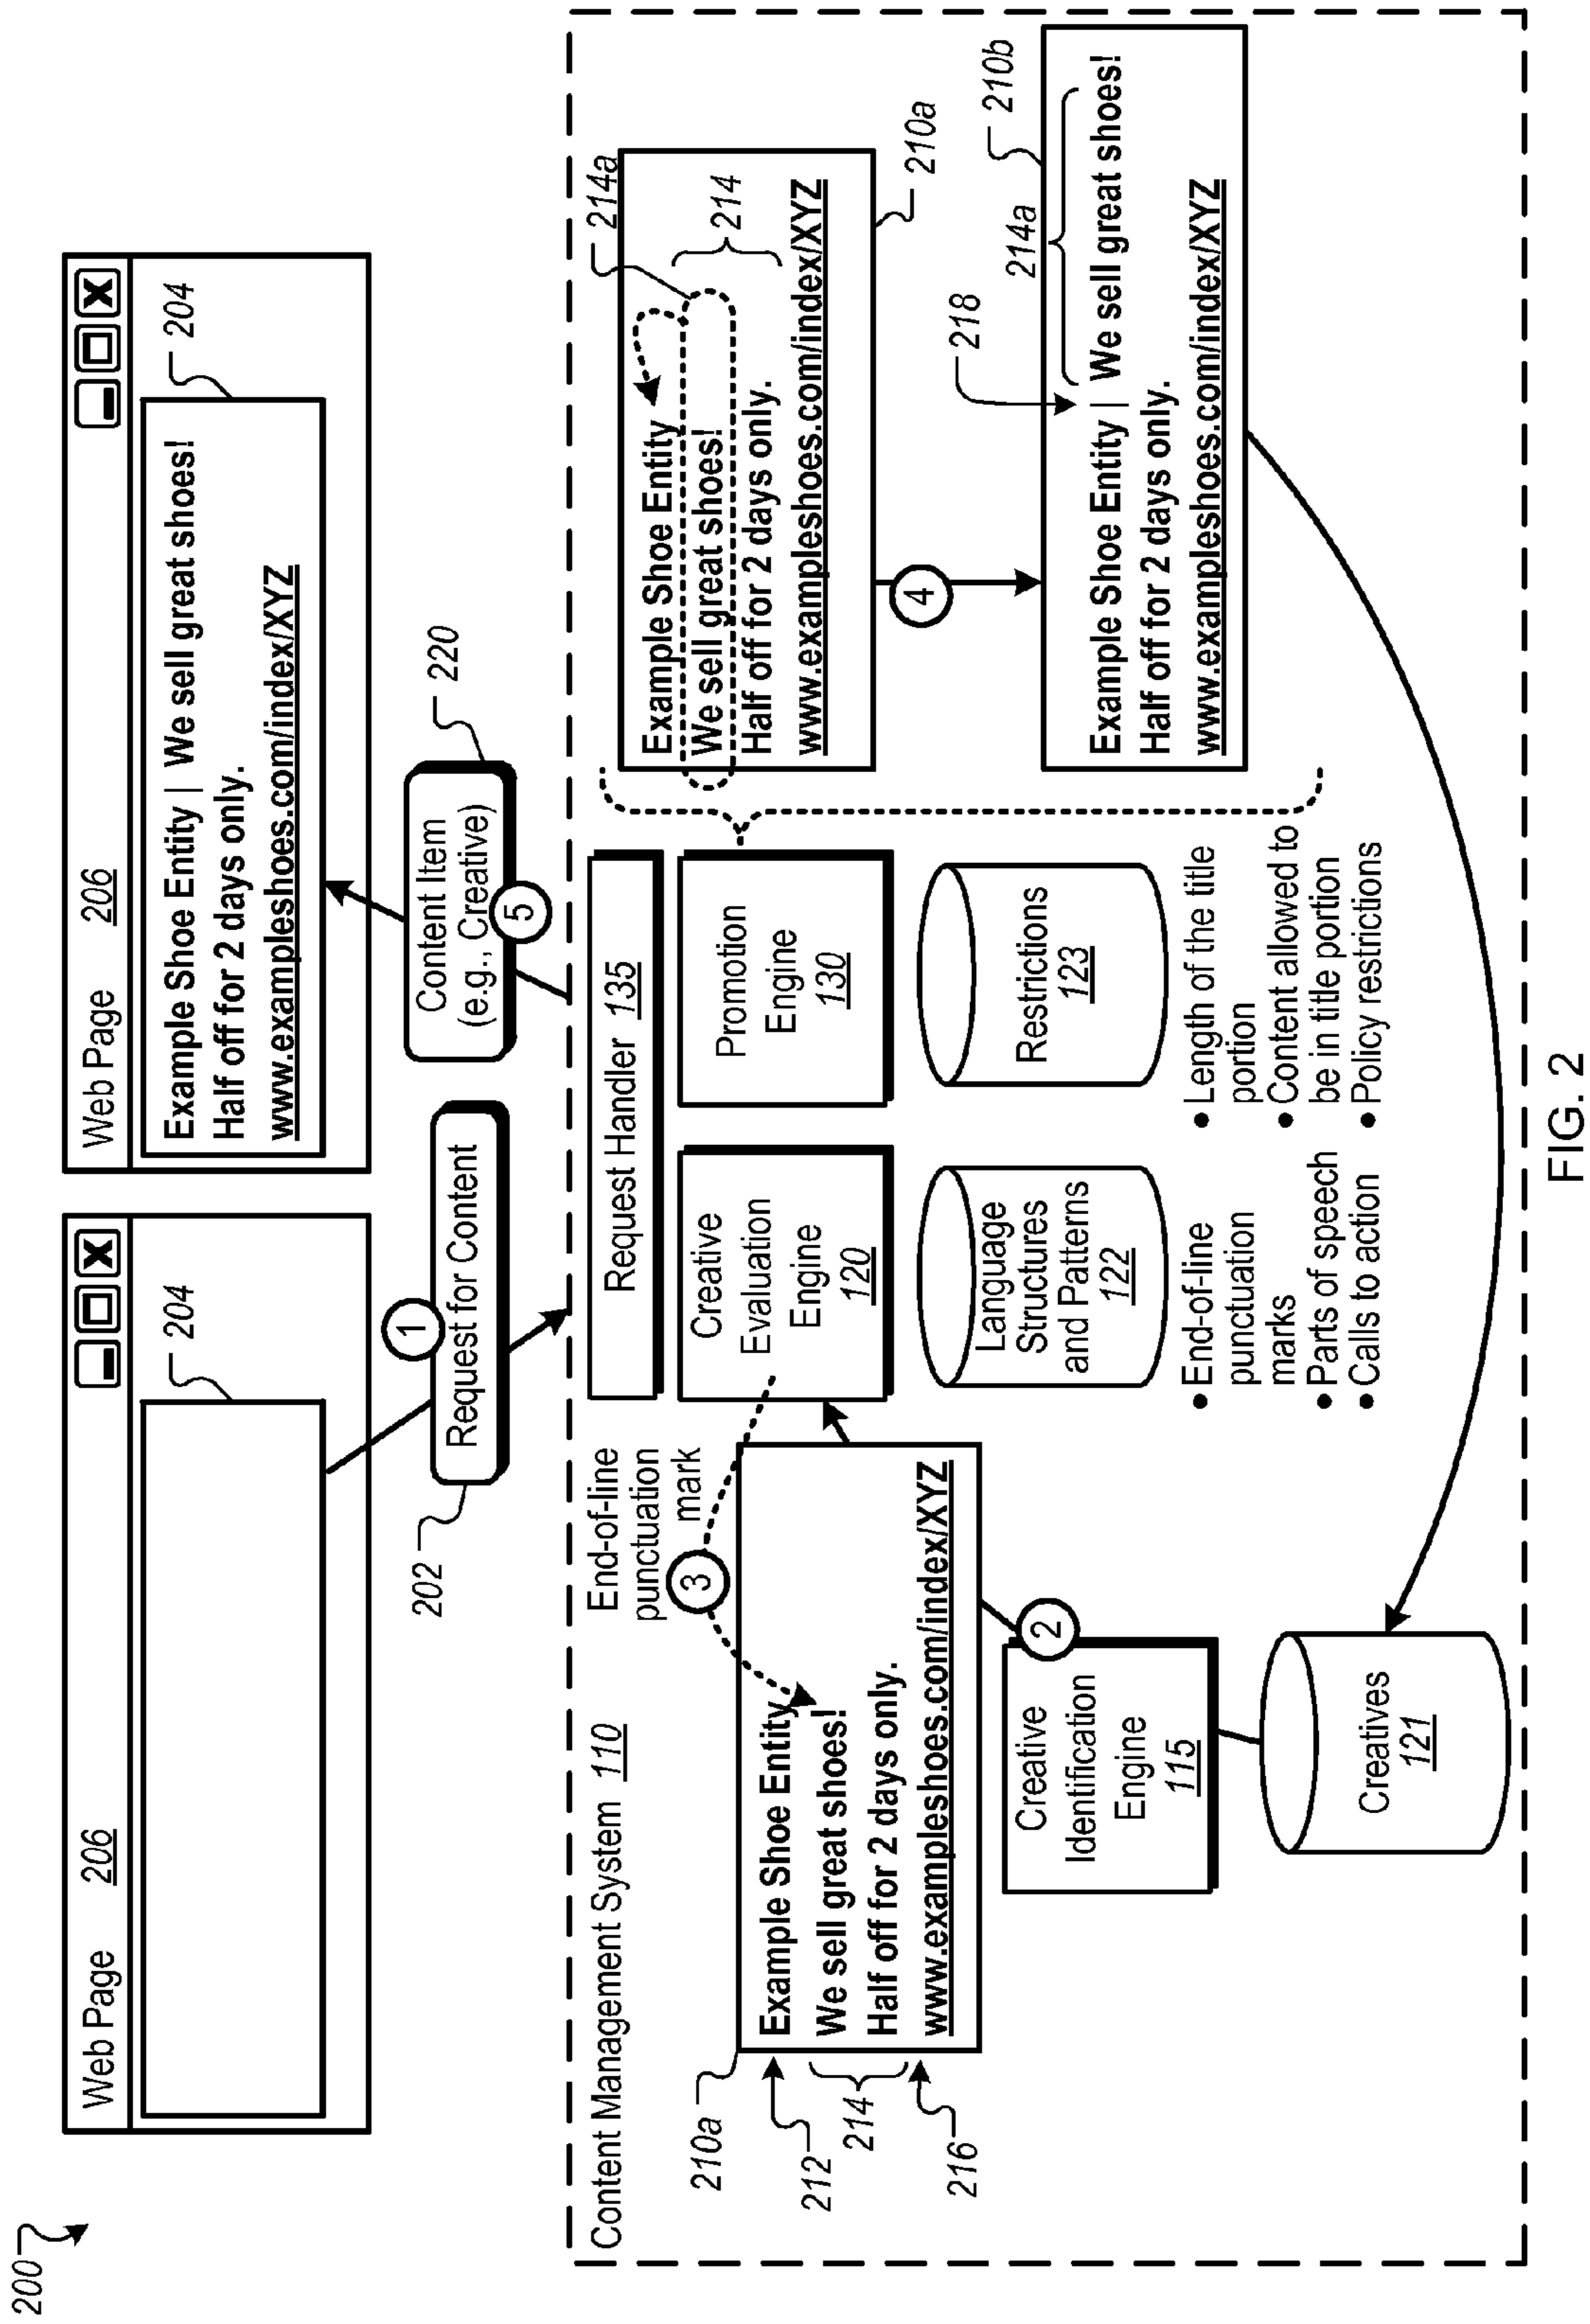 200
Web Page 206
204
Web Page 206
Example Shoe Entity | We sell great shoes!
Half off for 2 days only.
www.exampleshoes.com/index/XYZ
204
202
1
Request for Content
Content Item
(e.g., Creative)
220
5
Content Management System 110
End-of-line
punctuation
mark
3
210a
212
214
216
Example Shoe Entity
We sell great shoes!
Half off for 2 days only.
www.exampleshoes.com/index/XYZ
2
Creative
Identification
Engine
115
Creatives
121
Request Handler 135
Creative
Evaluation
Engine
120
Promotion
Engine
130
Language
Structures
and Patterns
122
• End-of-line
punctuation
marks
• Parts of speech
• Calls to action
Restrictions
123
• Length of the title
portion
• Content allowed to
be in title portion
• Policy restrictions
Example Shoe Entity
We sell great shoes!
Half off for 2 days only.
www.exampleshoes.com/index/XYZ
214a
214
210a
4
218
214a
210b
Example Shoe Entity | We sell great shoes!
Half off for 2 days only.
www.exampleshoes.com/index/XYZ
FIG. 2